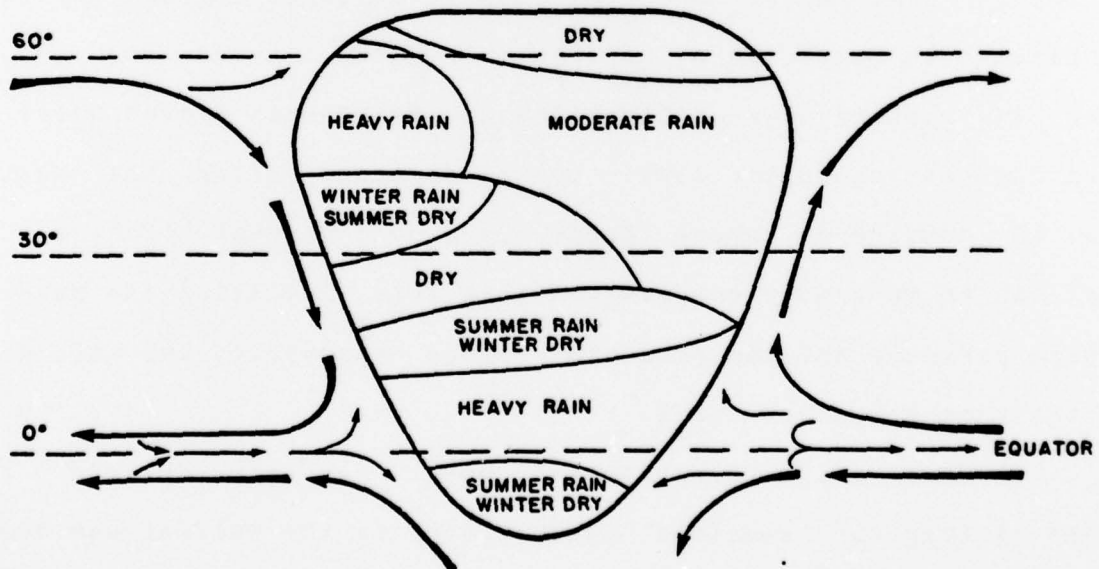 DRY
60°
HEAVY RAIN
MODERATE RAIN
WINTER RAIN
SUMMER DRY
30°
DRY
SUMMER RAIN
WINTER DRY
HEAVY RAIN
0°
EQUATOR
SUMMER RAIN
WINTER DRY